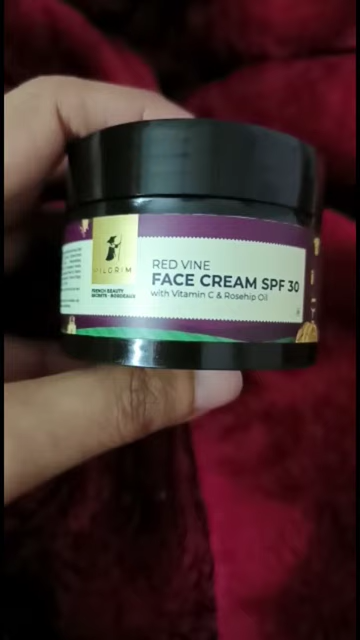 PILGRIM
FRENCH BEAUTY
SECRETS · BORDEAUX
RED VINE
FACE CREAM SPF 30
with Vitamin C & Rosehip Oil